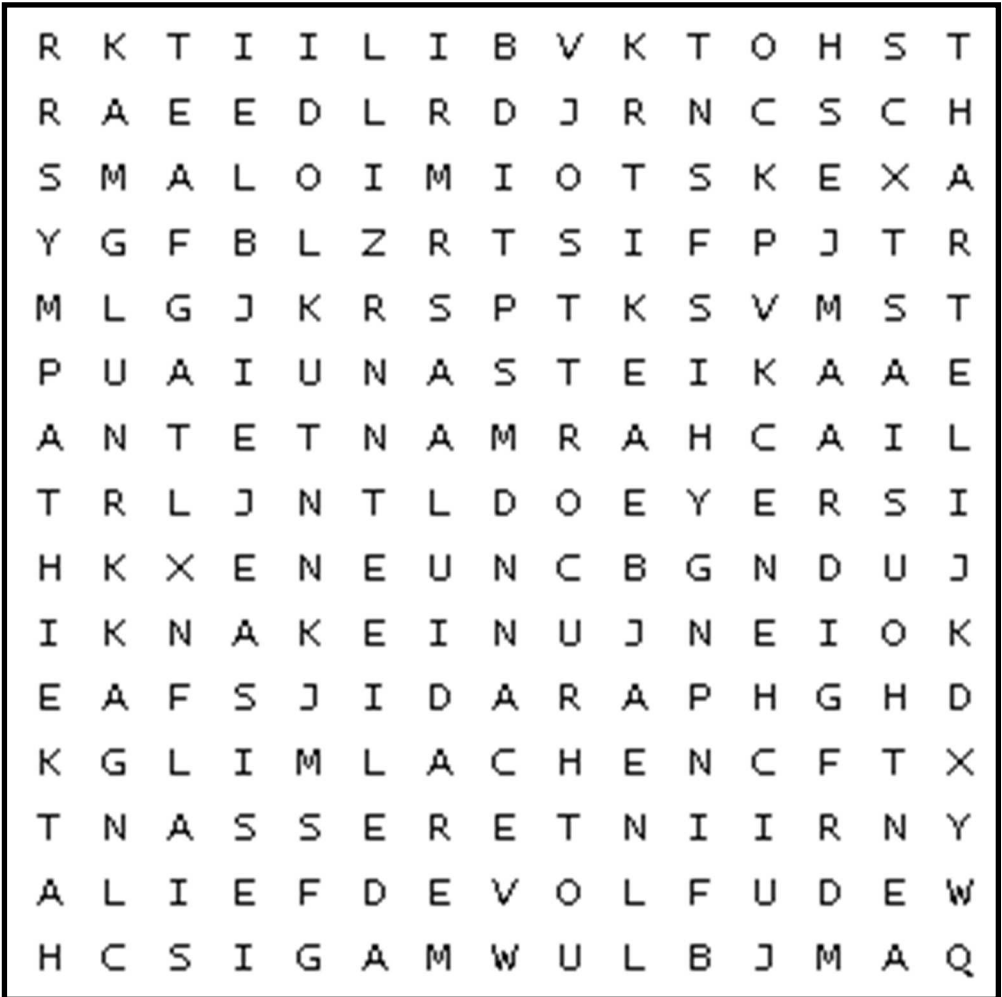 R K T I I L I B V K T O H S T
R A E E D L R D J R N C S C H
S M A L O I M I O T S K E X A
Y G F B L Z R T S I F P J T R
M L G J K R S P T K S V M S T
P U A I U N A S T E I K A A E
A N T E T N A M R A H C A I L
T R L J N T L D O E Y E R S I
H K X E N E U N C B G N D U J
I K N A K E I N U J N E I O K
E A F S J I D A R A P H G H D
K G L I M L A C H E N C F T X
T N A S S E R E T N I I R N Y
A L I E F D E V O L F U D E W
H C S I G A M W U L B J M A Q